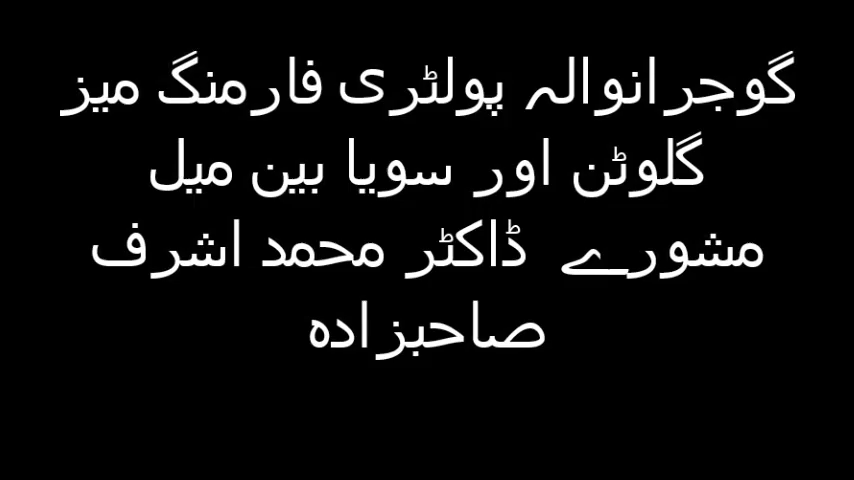 گوجرانوالہ پولٹری فارمنگ میز
گلوٹن اور سویا بین میل
مشورے ڈاکٹر محمد اشرف
صاحبزادہ